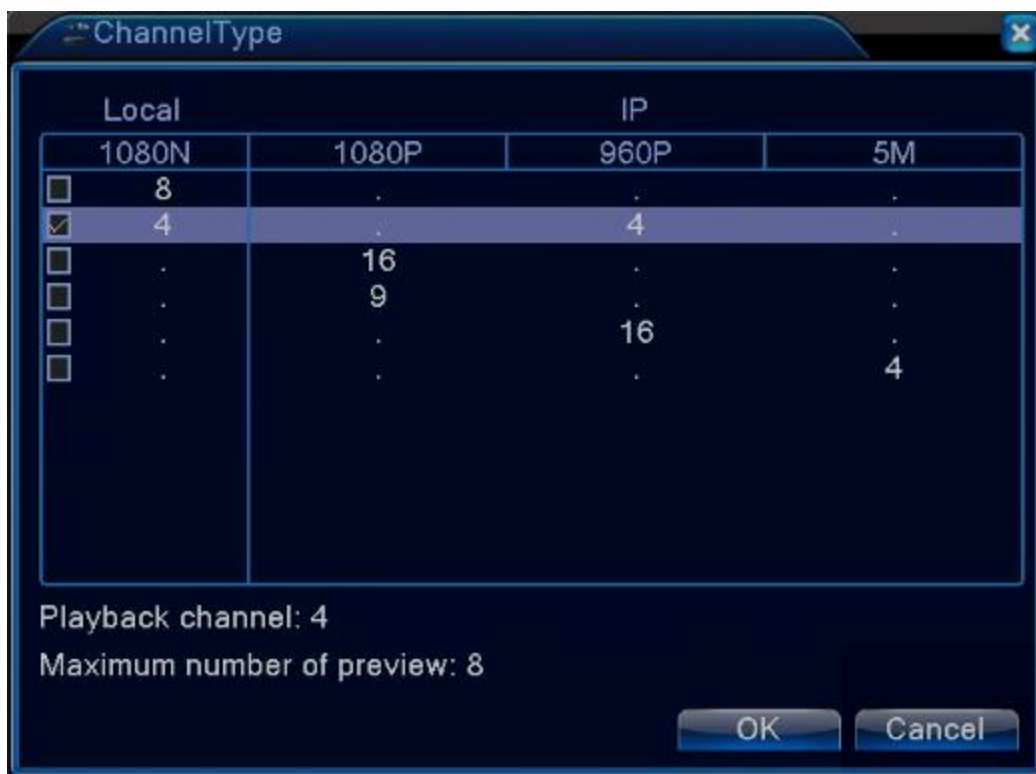 ChannelType
Local IP
1080N 1080P 960P 5M
8 . . .
4 . 4 .
. 16 . .
. 9 . .
. . 16 .
. . . 4
Playback channel: 4
Maximum number of preview: 8
OK Cancel